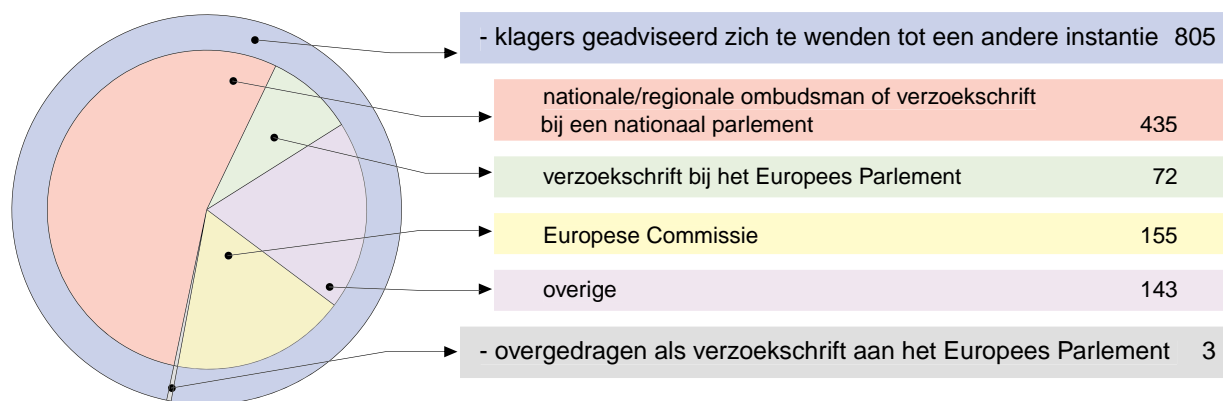 - klagers geadviseerd zich te wenden tot een andere instantie 805
nationale/regionale ombudsman of verzoekschrift
bij een nationaal parlement 435
verzoekschrift bij het Europees Parlement 72
Europese Commissie 155
overige 143
- overgedragen als verzoekschrift aan het Europees Parlement 3